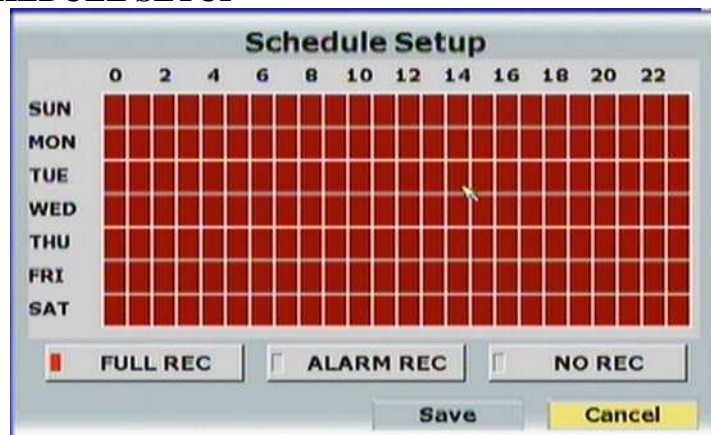 Schedule Setup
0 2 4 6 8 10 12 14 16 18 20 22
SUN
MON
TUE
WED
THU
FRI
SAT
FULL REC ALARM REC NO REC
Save Cancel